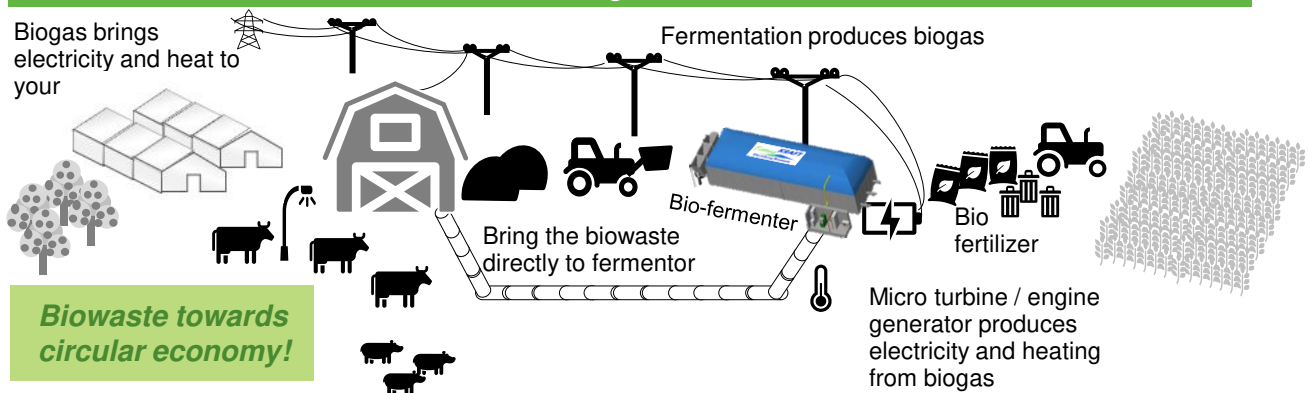 Biogas brings
electricity and heat to
your
Fermentation produces biogas
KRAFT
Bio-fermenter
Bring the biowaste
directly to fermentor
Bio
fertilizer
Micro turbine / engine
generator produces
electricity and heating
from biogas
Biowaste towards
circular economy!